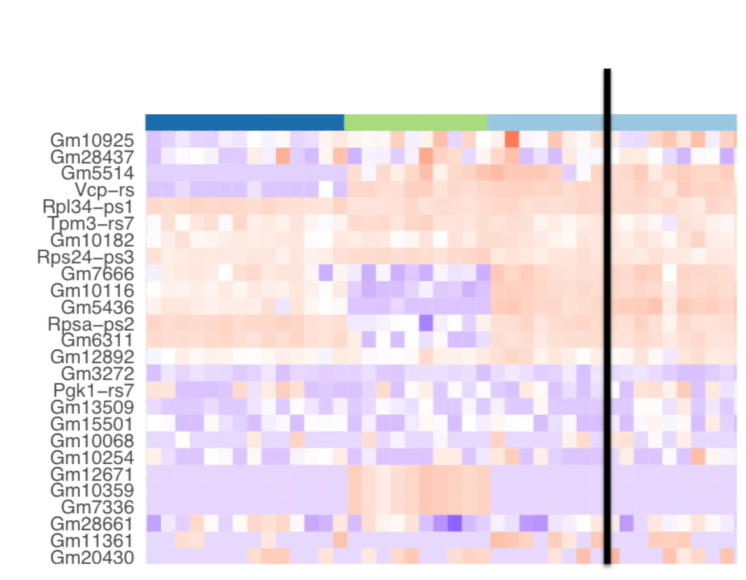 Gm10925
Gm28437
Gm5514
Vcp−rs
Rpl34−ps1
Tpm3−rs7
Gm10182
Rps24−ps3
Gm7666
Gm10116
Gm5436
Rpsa−ps2
Gm6311
Gm12892
Gm3272
Pgk1−rs7
Gm13509
Gm15501
Gm10068
Gm10254
Gm12671
Gm10359
Gm7336
Gm28661
Gm11361
Gm20430